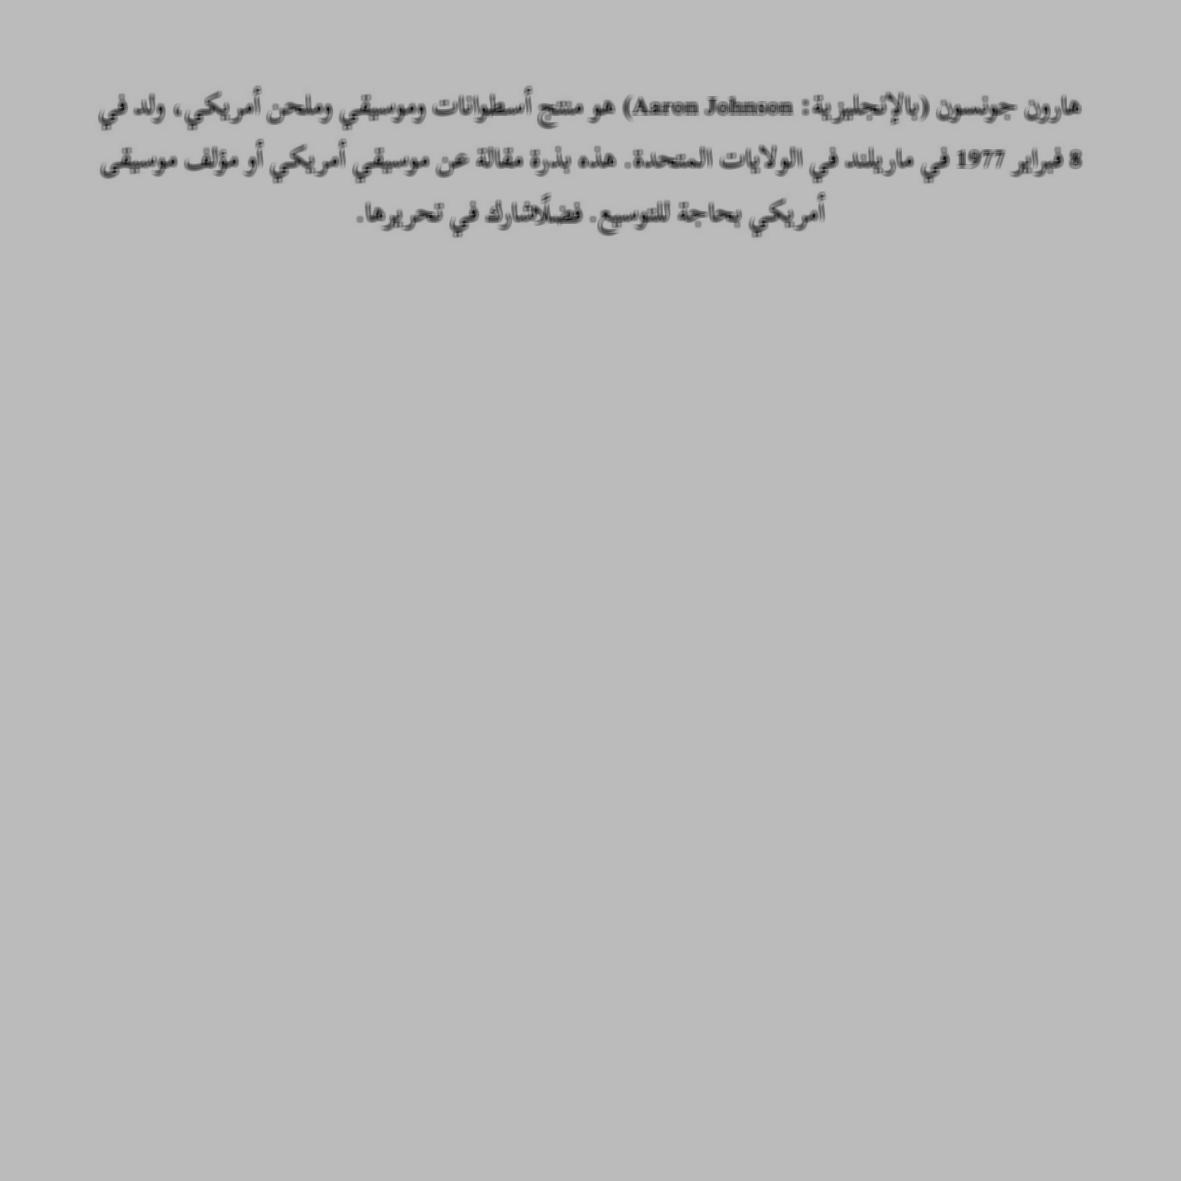 هارون جونسون (بالإنجليزية: Aaron Johnson) هو منتج أسطوانات وموسيقي وملحن أمريكي، ولد في
8 فبراير 1977 في ماريلند في الولايات المتحدة. هذه بذرة مقالة عن موسيقي أمريكي أو مؤلف موسيقى
أمريكي بحاجة للتوسيع. فضلًاشارك في تحريرها.